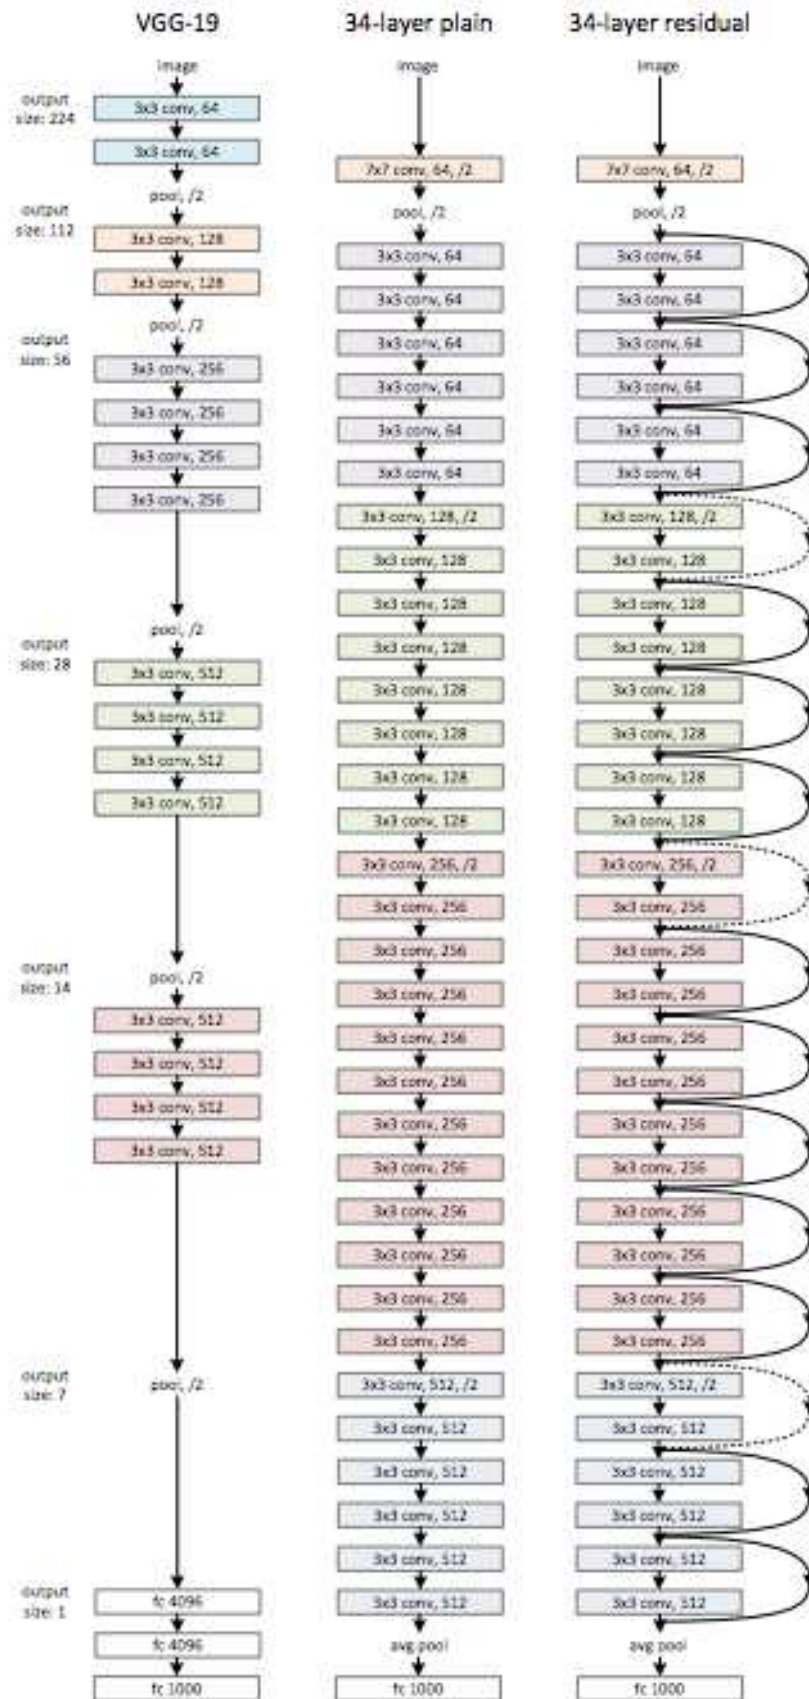 VGG-19
34-layer plain
34-layer residual
image
image
image
output
size: 224
3x3 conv, 64
3x3 conv, 64
7x7 conv, 64, /2
7x7 conv, 64, /2
pool, /2
pool, /2
pool, /2
output
size: 112
3x3 conv, 128
3x3 conv, 64
3x3 conv, 64
3x3 conv, 128
3x3 conv, 64
3x3 conv, 64
pool, /2
output
size: 56
3x3 conv, 64
3x3 conv, 64
3x3 conv, 256
3x3 conv, 64
3x3 conv, 64
3x3 conv, 256
3x3 conv, 64
3x3 conv, 64
3x3 conv, 256
3x3 conv, 64
3x3 conv, 64
3x3 conv, 256
3x3 conv, 128, /2
3x3 conv, 128, /2
3x3 conv, 128
3x3 conv, 128
3x3 conv, 128
3x3 conv, 128
pool, /2
output
size: 28
3x3 conv, 128
3x3 conv, 128
3x3 conv, 512
3x3 conv, 128
3x3 conv, 128
3x3 conv, 512
3x3 conv, 128
3x3 conv, 128
3x3 conv, 512
3x3 conv, 128
3x3 conv, 128
3x3 conv, 512
3x3 conv, 128
3x3 conv, 128
3x3 conv, 256, /2
3x3 conv, 256, /2
3x3 conv, 256
3x3 conv, 256
3x3 conv, 256
3x3 conv, 256
output
size: 14
pool, /2
3x3 conv, 256
3x3 conv, 256
3x3 conv, 512
3x3 conv, 256
3x3 conv, 256
3x3 conv, 512
3x3 conv, 256
3x3 conv, 256
3x3 conv, 512
3x3 conv, 256
3x3 conv, 256
3x3 conv, 512
3x3 conv, 256
3x3 conv, 256
3x3 conv, 256
3x3 conv, 256
3x3 conv, 256
3x3 conv, 256
3x3 conv, 256
3x3 conv, 256
3x3 conv, 256
3x3 conv, 256
output
size: 7
pool, /2
3x3 conv, 512, /2
3x3 conv, 512, /2
3x3 conv, 512
3x3 conv, 512
3x3 conv, 512
3x3 conv, 512
3x3 conv, 512
3x3 conv, 512
3x3 conv, 512
3x3 conv, 512
output
size: 1
fc 4096
3x3 conv, 512
3x3 conv, 512
fc 4096
avg pool
avg pool
fc 1000
fc 1000
fc 1000